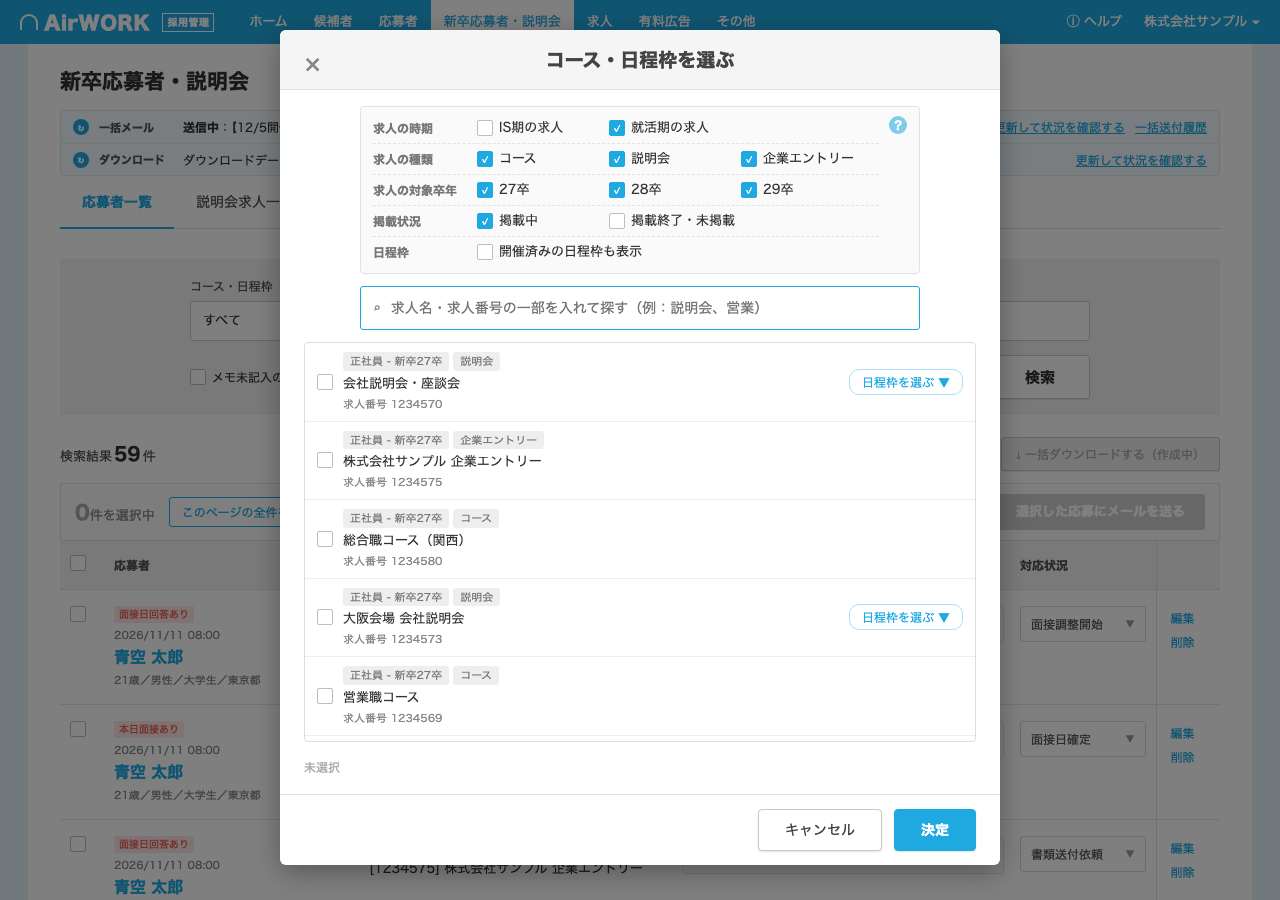 AirWORK 採用管理 ホーム 候補者 応募者 新卒応募者・説明会 求人 有料広告 その他 ヘルプ 株式会社サンプル
コース・日程枠を選ぶ
新卒応募者・説明会
一括メール 送信中：【12/5開 更新して状況を確認する 一括送付履歴
ダウンロード ダウンロードデー 更新して状況を確認する
応募者一覧 説明会求人一
求人の時期 IS期の求人 就活期の求人 ?
求人の種類 コース 説明会 企業エントリー
求人の対象卒年 27卒 28卒 29卒
掲載状況 掲載中 掲載終了・未掲載
日程枠 開催済みの日程枠も表示
求人名・求人番号の一部を入れて探す（例：説明会、営業）
コース・日程枠
すべて
メモ未記入の
検索
正社員 - 新卒27卒 説明会
会社説明会・座談会 日程枠を選ぶ ▼
求人番号 1234570
正社員 - 新卒27卒 企業エントリー
株式会社サンプル 企業エントリー
求人番号 1234575
正社員 - 新卒27卒 コース
総合職コース（関西）
求人番号 1234580
正社員 - 新卒27卒 説明会
大阪会場 会社説明会 日程枠を選ぶ ▼
求人番号 1234573
正社員 - 新卒27卒 コース
営業職コース
求人番号 1234569
未選択
キャンセル 決定
検索結果 59 件 ↓一括ダウンロードする（作成中）
0件を選択中 このページの全件 選択した応募にメールを送る
応募者 対応状況
面接日回答あり
2026/11/11 08:00 面接調整開始 ▼ 編集
青空 太郎 削除
21歳／男性／大学生／東京都
本日面接あり
2026/11/11 08:00 面接日確定 ▼ 編集
青空 太郎 削除
21歳／男性／大学生／東京都
面接日回答あり
2026/11/11 08:00 [1234575] 株式会社サンプル 企業エントリー 書類送付依頼 ▼ 編集
青空 太郎 削除